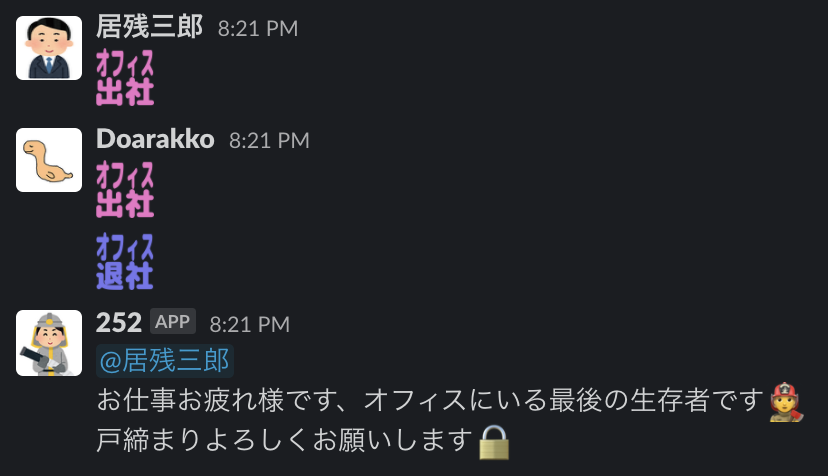 居残三郎 8:21 PM
オフィス
出社
Doarakko 8:21 PM
オフィス
出社
オフィス
退社
252 APP 8:21 PM
@居残三郎
お仕事お疲れ様です、オフィスにいる最後の生存者です
戸締まりよろしくお願いします